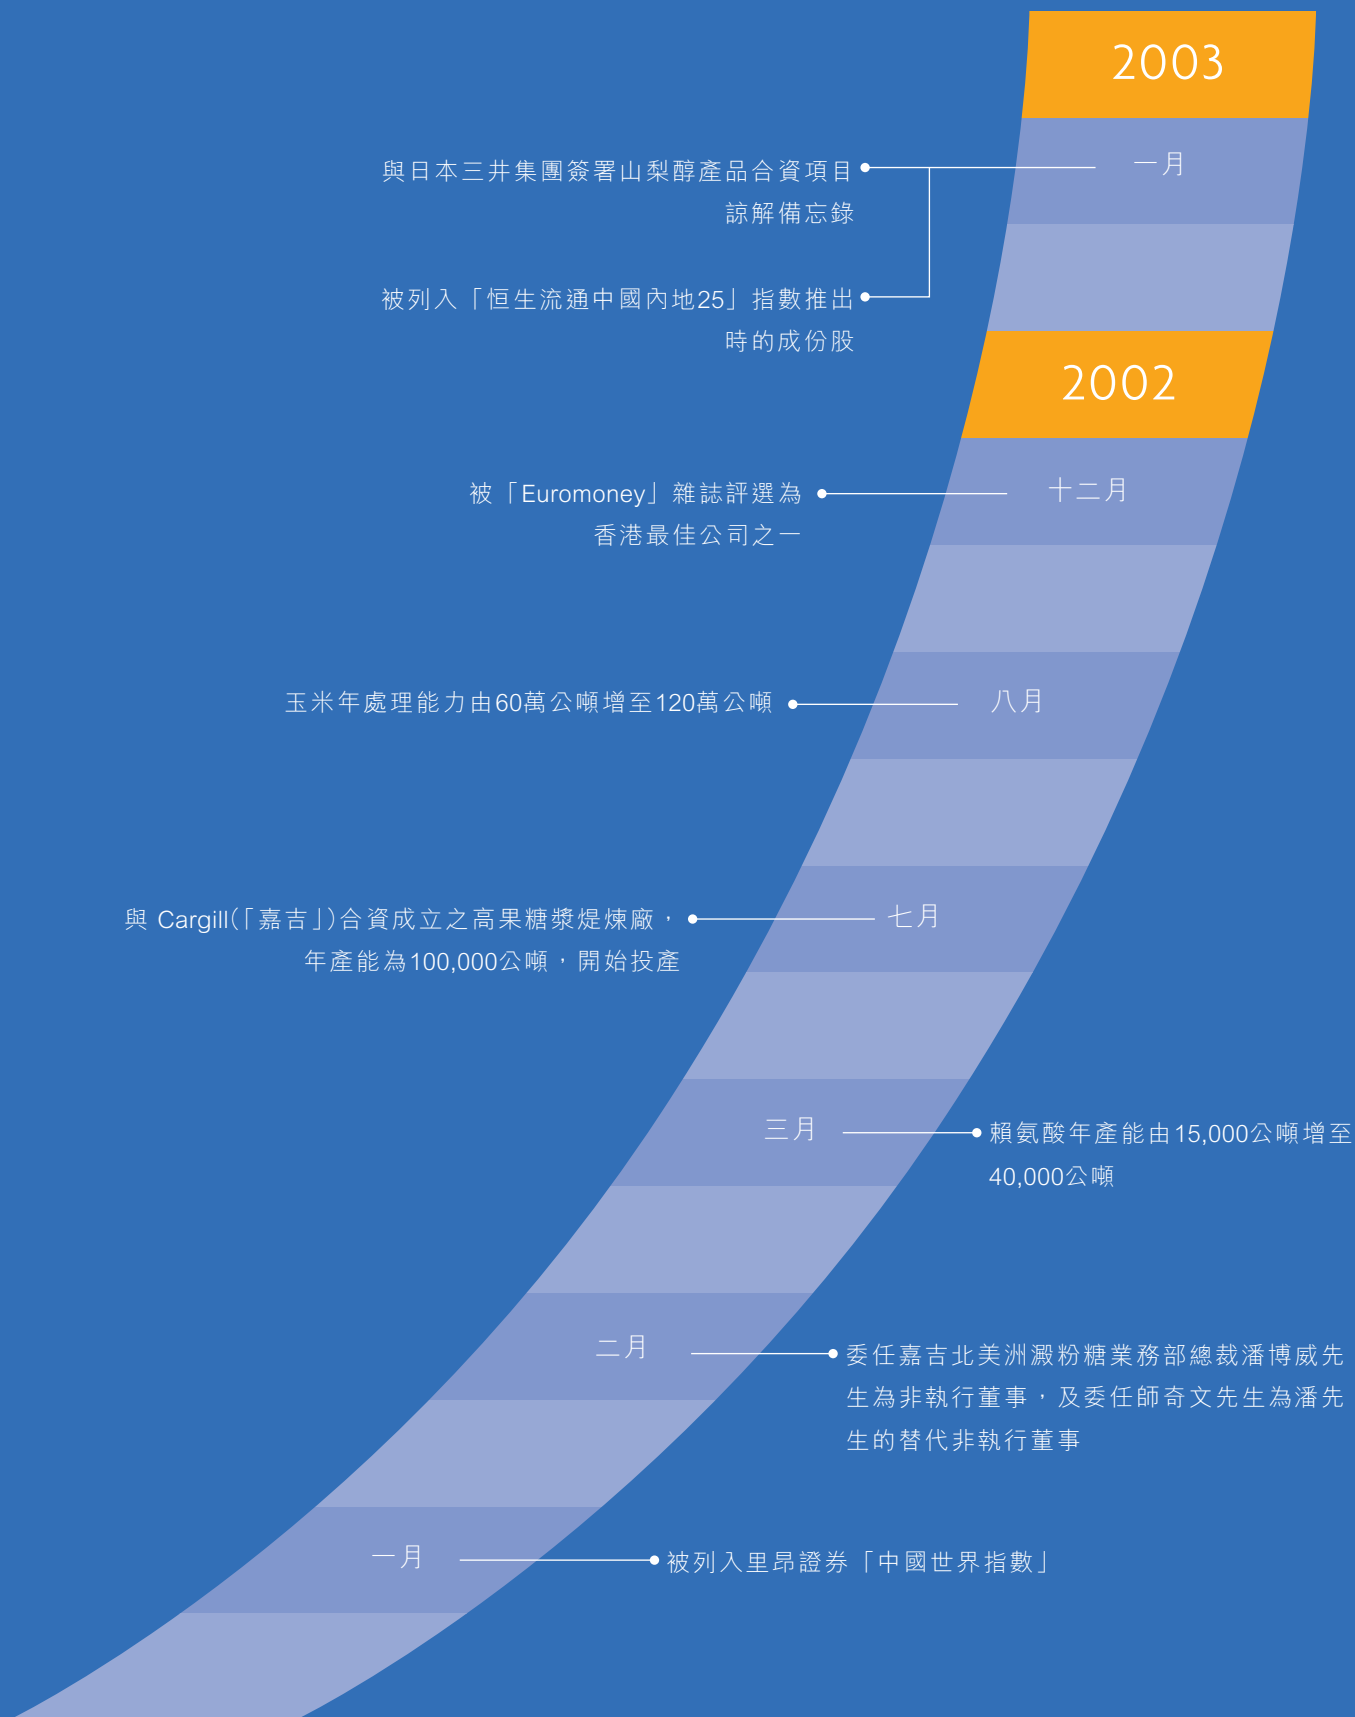 2003
一月
與日本三井集團簽署山梨醇產品合資項目
諒解備忘錄
被列入「恒生流通中國內地25」指數推出
時的成份股
2002
十二月
被「Euromoney」雜誌評選為
香港最佳公司之一
八月
玉米年處理能力由60萬公噸增至120萬公噸
七月
與 Cargill(「嘉吉」)合資成立之高果糖漿煶煉廠，
年產能為100,000公噸，開始投產
三月
賴氨酸年產能由15,000公噸增至
40,000公噸
二月
委任嘉吉北美洲澱粉糖業務部總裁潘博威先
生為非執行董事，及委任師奇文先生為潘先
生的替代非執行董事
一月
被列入里昂證券「中國世界指數」